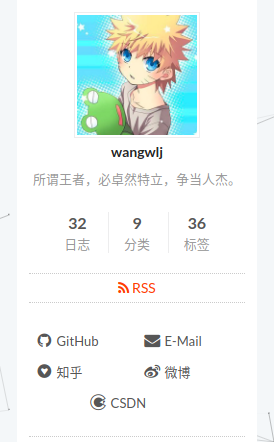 wangwlj
所谓王者，必卓然特立，争当人杰。
32 9 36
日志 分类 标签
RSS
GitHub E-Mail
知乎 微博
CSDN